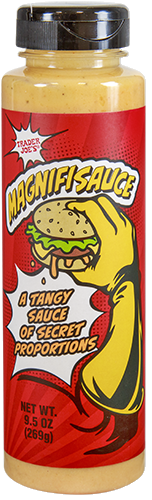 TRADER
JOE'S
MAGNIFISAUCE
A TANGY
SAUCE
OF SECRET
PROPORTIONS
NET WT.
9.5 OZ
(269g)